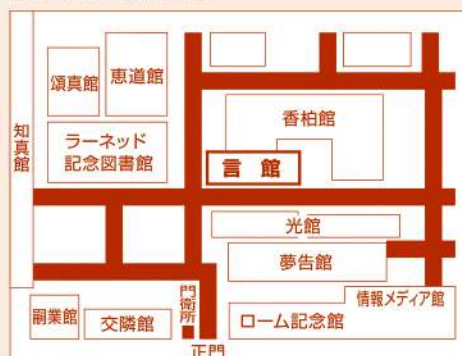 頌真館
恵道館
香柏館
知真館
ラーネッド
記念図書館
言館
光館
夢告館
門衛所
情報メディア館
嗣業館
交隣館
ローム記念館
正門